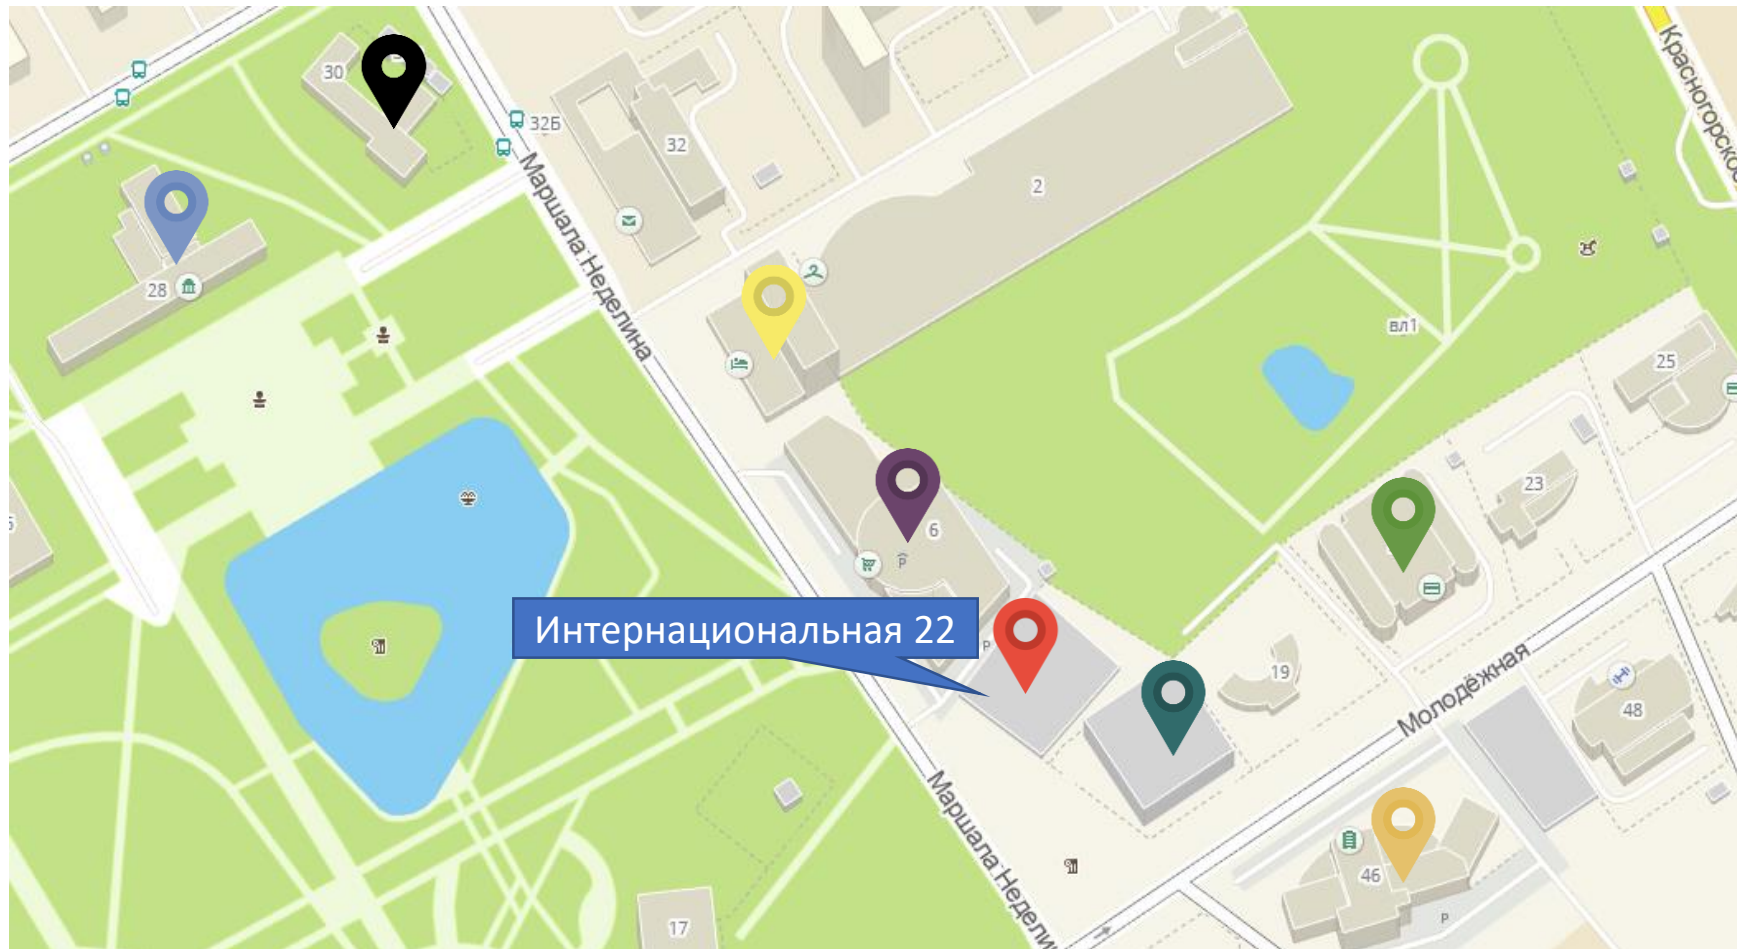 30
32Б
32
Красногорское
2
Маршала Неделина
28
вл1
25
6
P
23
Интернациональная 22
P
19
Молодёжная
48
Маршала Недели
46
P
17